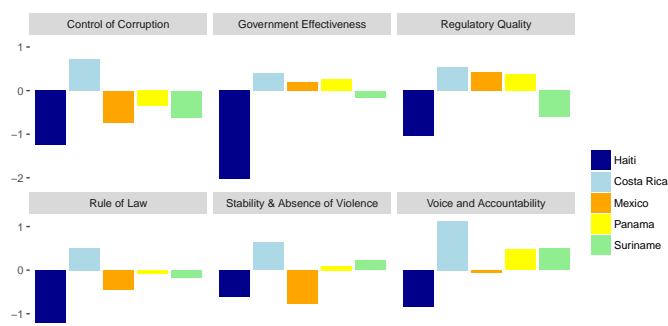 Control of Corruption
Government Effectiveness
Regulatory Quality
1
0
−1
−2
Rule of Law
Stability & Absence of Violence
Voice and Accountability
1
0
−1
Haiti
Costa Rica
Mexico
Panama
Suriname